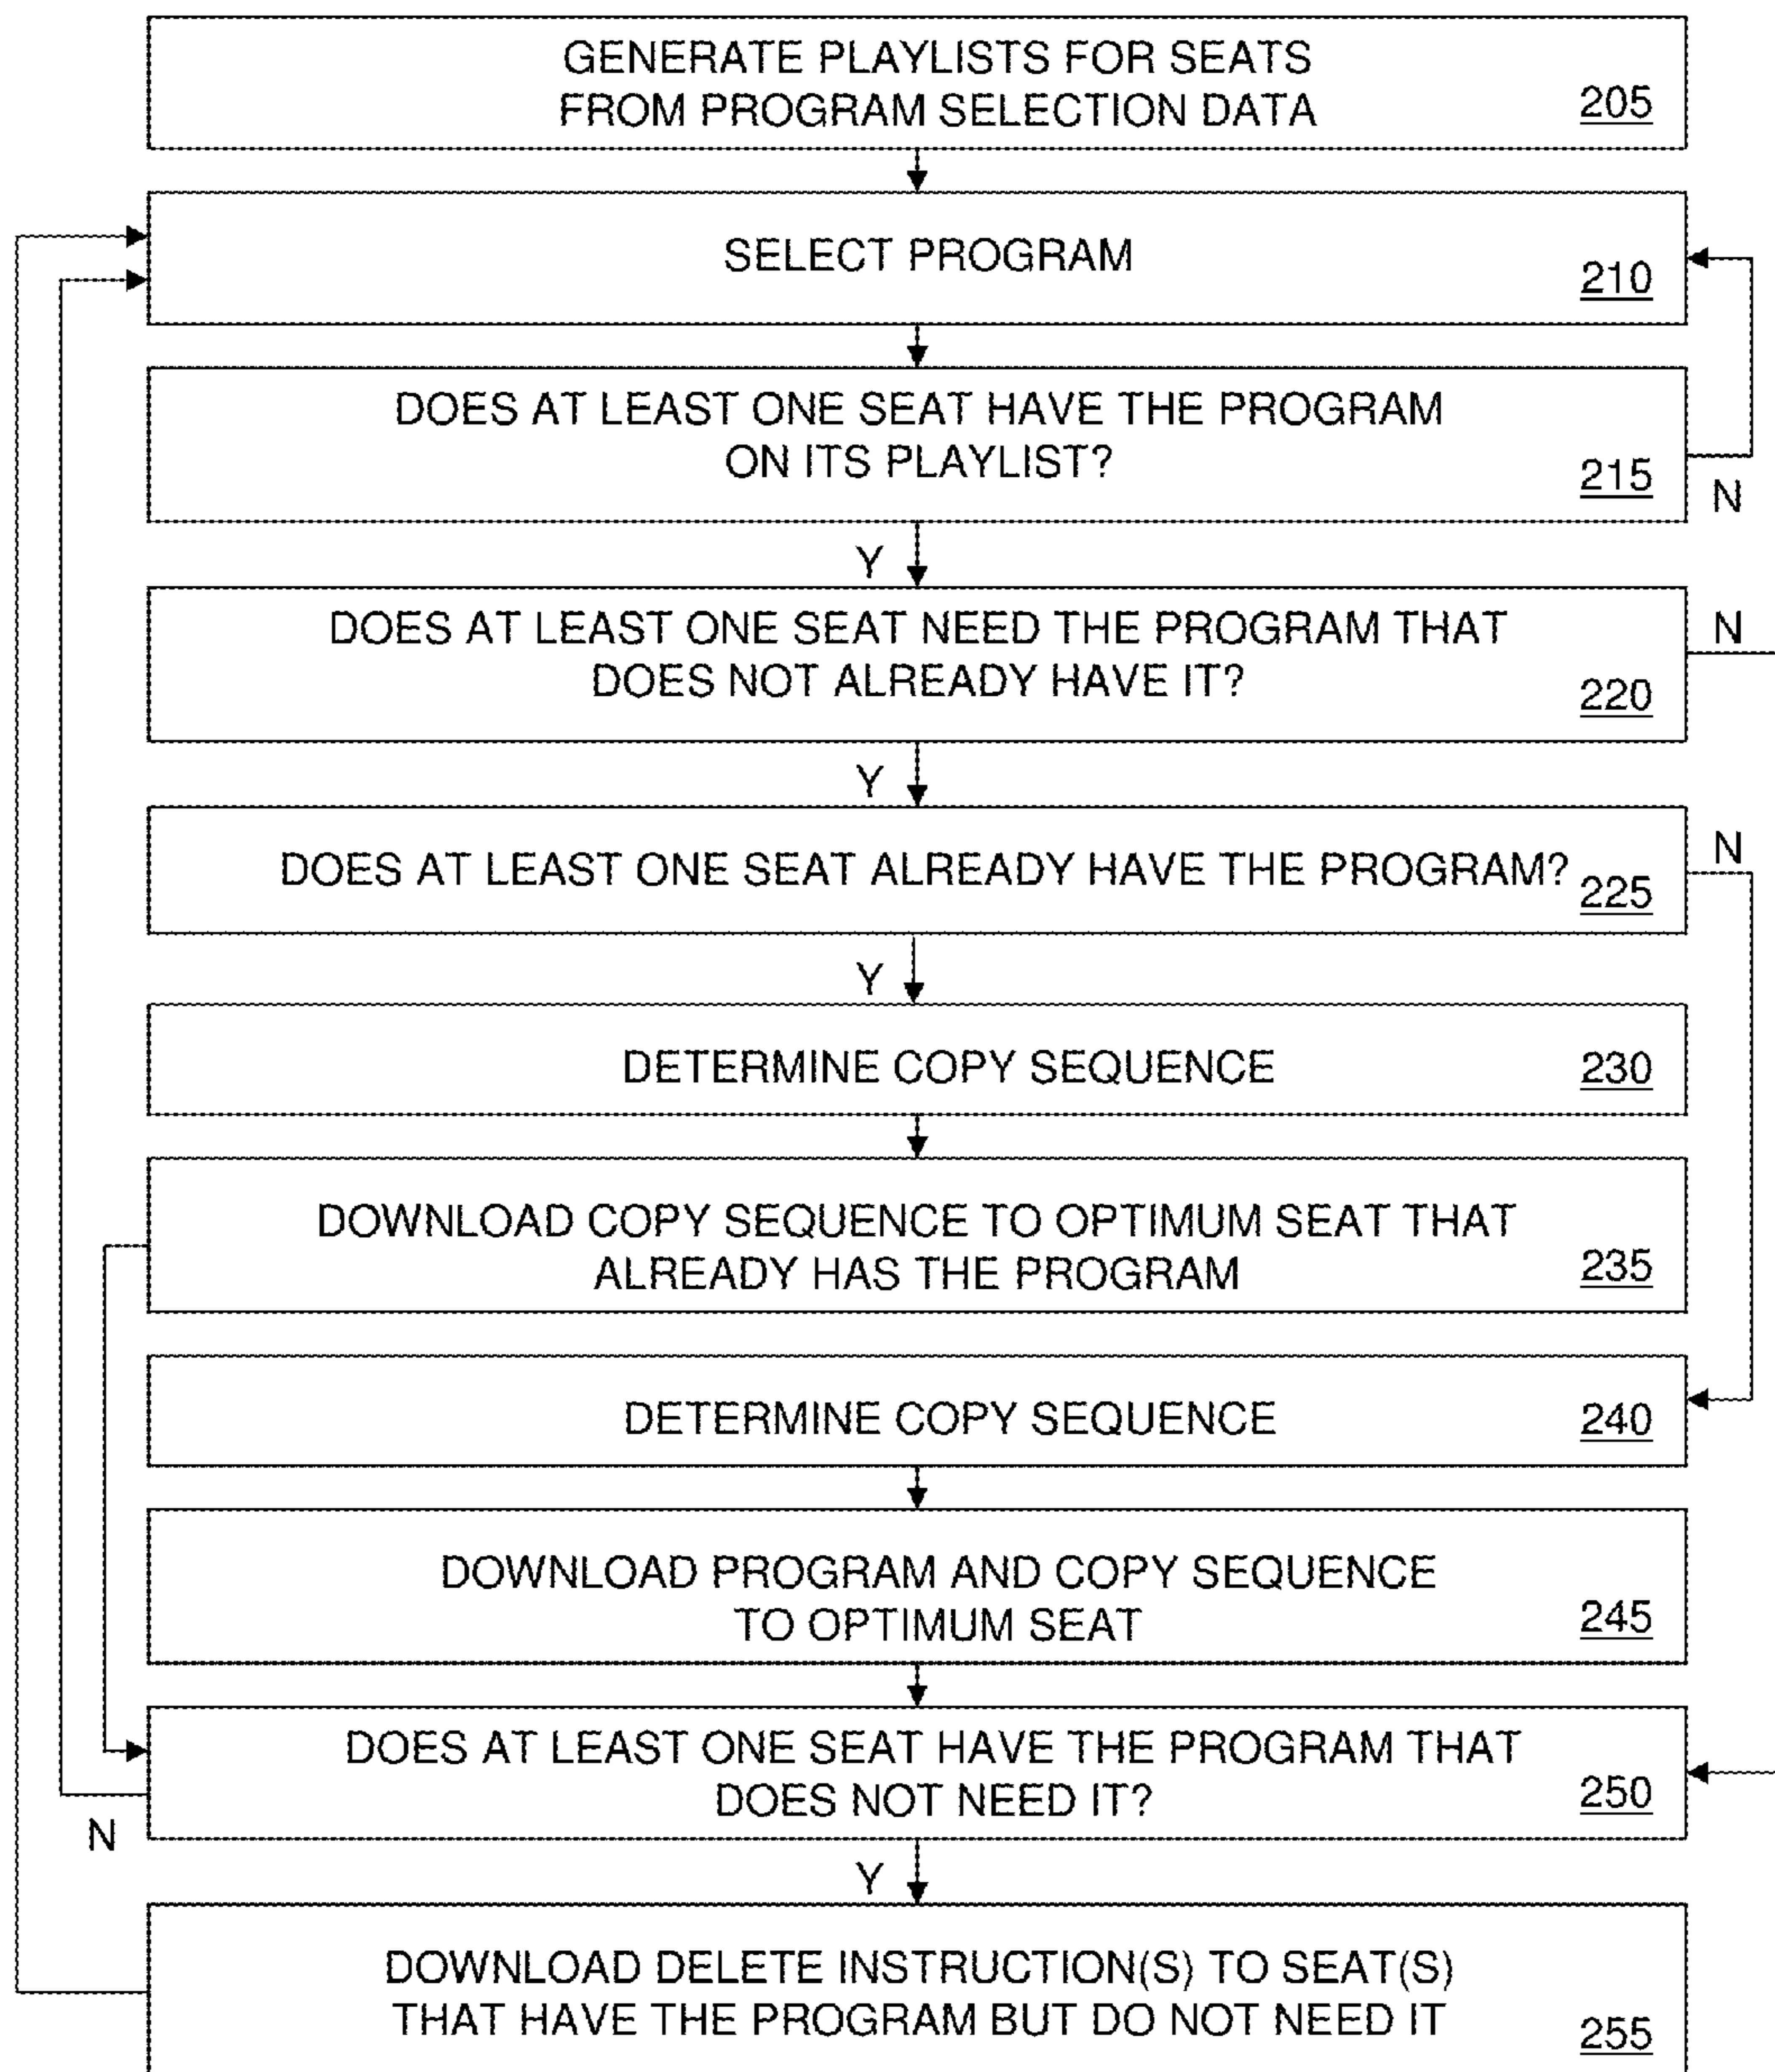 GENERATE PLAYLISTS FOR SEATS
FROM PROGRAM SELECTION DATA
205
SELECT PROGRAM
210
DOES AT LEAST ONE SEAT HAVE THE PROGRAM
ON ITS PLAYLIST?
215
N
Y
DOES AT LEAST ONE SEAT NEED THE PROGRAM THAT
DOES NOT ALREADY HAVE IT?
220
N
Y
DOES AT LEAST ONE SEAT ALREADY HAVE THE PROGRAM?
225
N
Y
DETERMINE COPY SEQUENCE
230
DOWNLOAD COPY SEQUENCE TO OPTIMUM SEAT THAT
ALREADY HAS THE PROGRAM
235
DETERMINE COPY SEQUENCE
240
DOWNLOAD PROGRAM AND COPY SEQUENCE
TO OPTIMUM SEAT
245
DOES AT LEAST ONE SEAT HAVE THE PROGRAM THAT
DOES NOT NEED IT?
250
N
Y
DOWNLOAD DELETE INSTRUCTION(S) TO SEAT(S)
THAT HAVE THE PROGRAM BUT DO NOT NEED IT
255